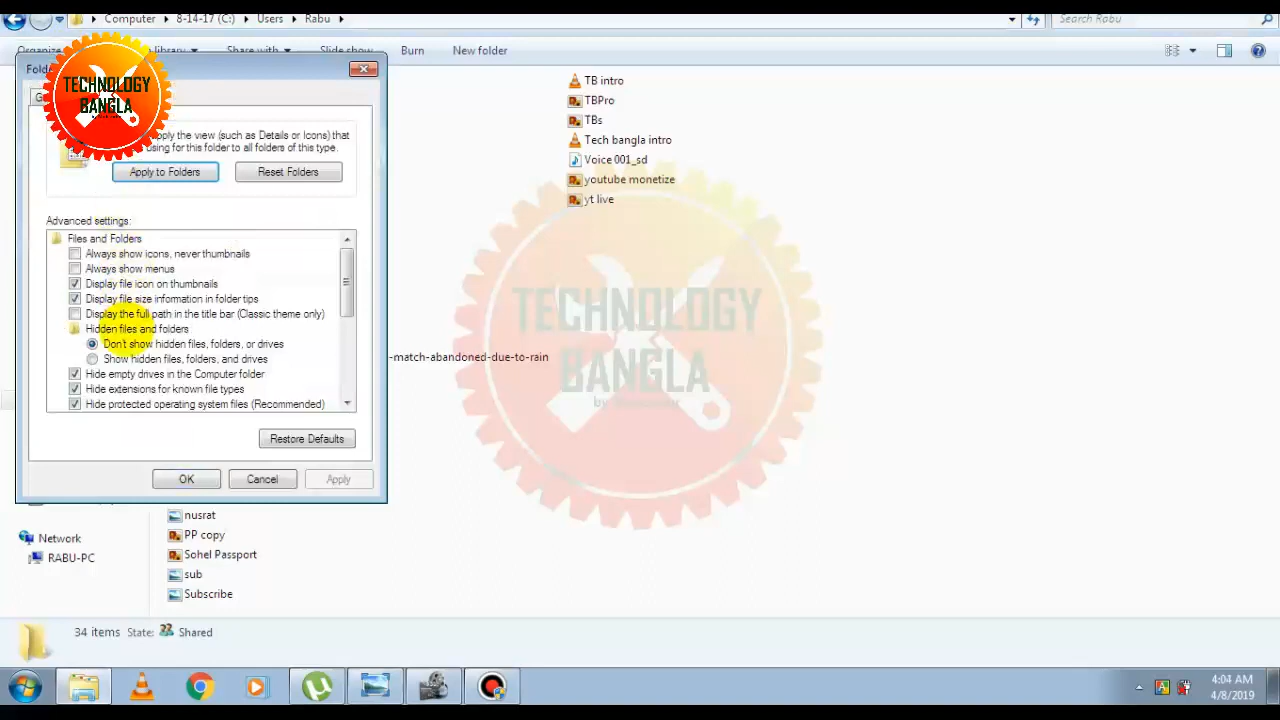 Computer ▸ 8-14-17 (C:) ▸ Users ▸ Rabu ▸
Search Rabu
Organize
library
Share with
Slide show
Burn
New folder
TECHNOLOGY
BANGLA
apply the view (such as Details or Icons) that
using for this folder to all folders of this type.
Apply to Folders
Reset Folders
Advanced settings:
Files and Folders
Always show icons, never thumbnails
Always show menus
Display file icon on thumbnails
Display file size information in folder tips
Display the full path in the title bar (Classic theme only)
Hidden files and folders
Don't show hidden files, folders, or drives
Show hidden files, folders, and drives
Hide empty drives in the Computer folder
Hide extensions for known file types
Hide protected operating system files (Recommended)
Restore Defaults
OK
Cancel
Apply
TB intro
TBPro
TBs
Tech bangla intro
Voice 001_sd
youtube monetize
yt live
-match-abandoned-due-to-rain
TECHNOLOGY
BANGLA
Network
RABU-PC
nusrat
PP copy
Sohel Passport
sub
Subscribe
34 items State: Shared
4:04 AM
4/8/2019